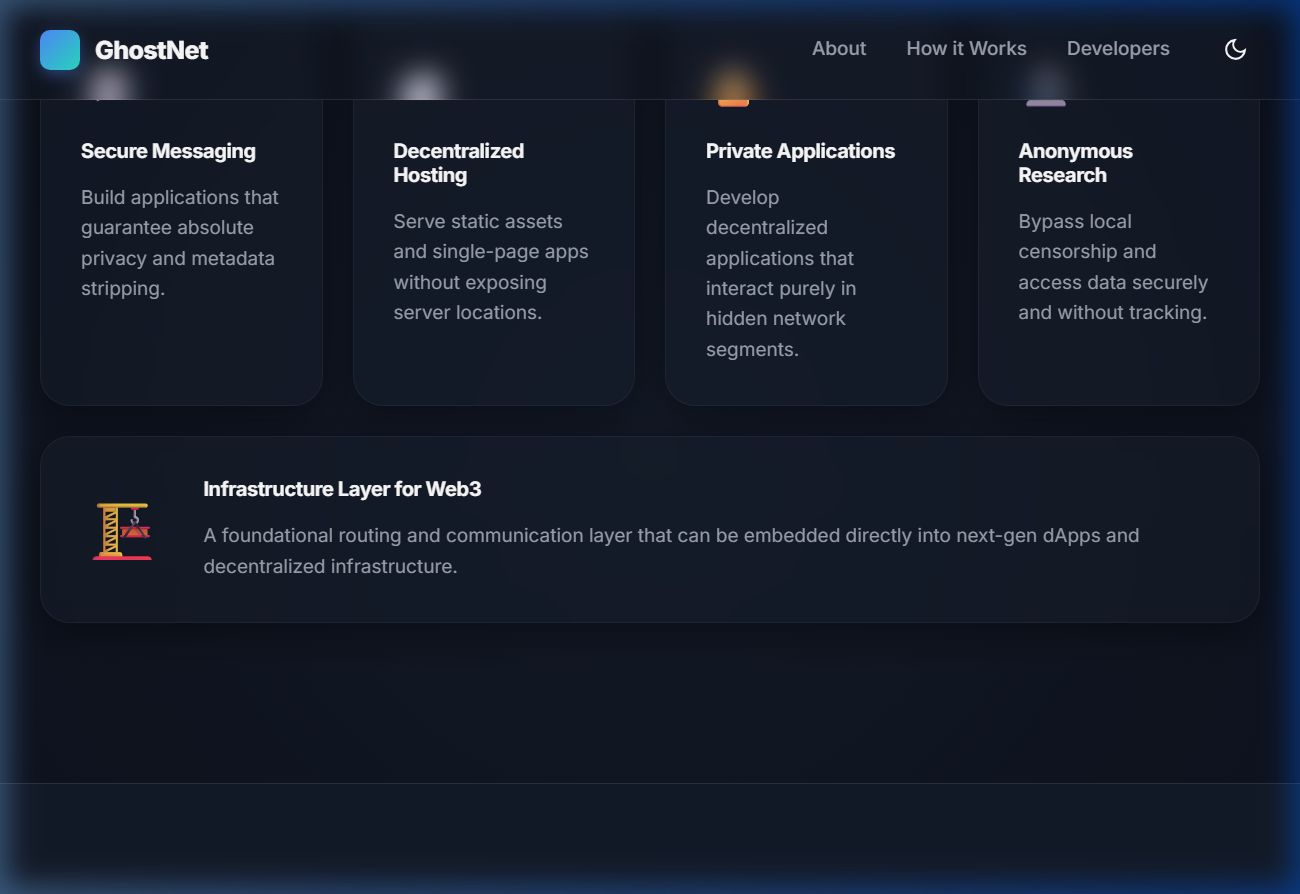 GhostNet
About
How it Works
Developers
Secure Messaging
Build applications that
guarantee absolute
privacy and metadata
stripping.
Decentralized
Hosting
Serve static assets
and single-page apps
without exposing
server locations.
Private Applications
Develop
decentralized
applications that
interact purely in
hidden network
segments.
Anonymous
Research
Bypass local
censorship and
access data securely
and without tracking.
Infrastructure Layer for Web3
A foundational routing and communication layer that can be embedded directly into next-gen dApps and
decentralized infrastructure.